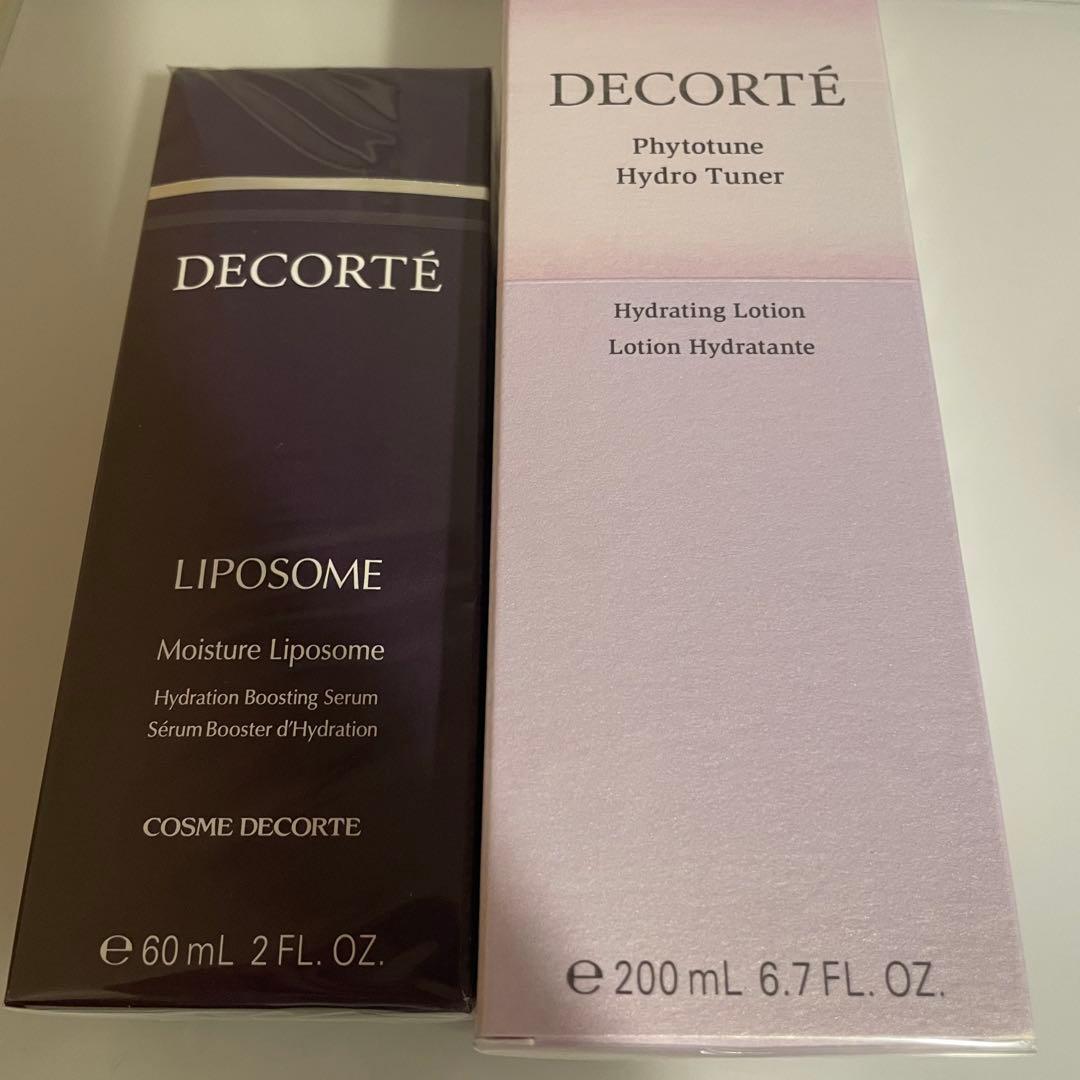 DECORTÉ
LIPOSOME
Moisture Liposome
Hydration Boosting Serum
Sérum Booster d'Hydration
COSME DECORTE
℮ 60 mL 2 FL. OZ.
DECORTÉ
Phytotune
Hydro Tuner
Hydrating Lotion
Lotion Hydratante
℮ 200 mL 6.7 FL. OZ.